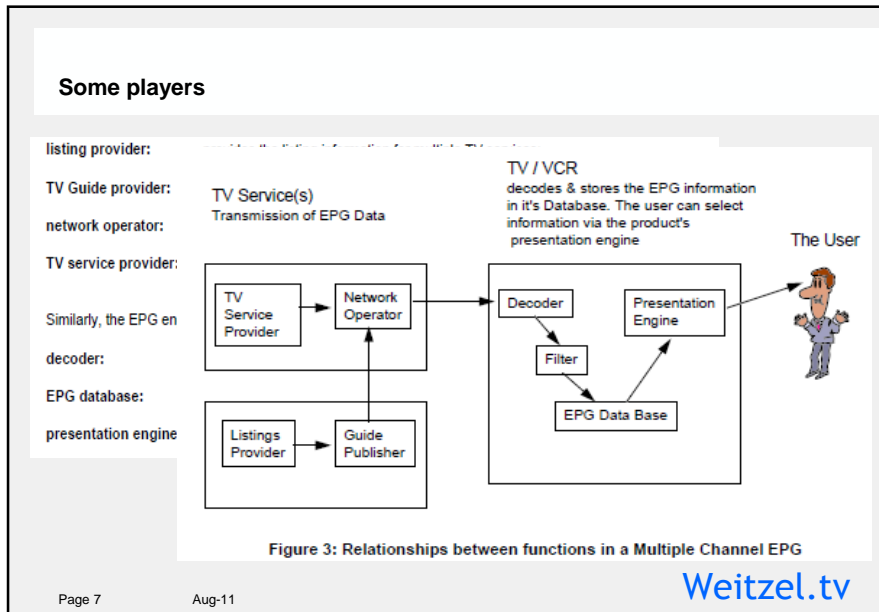 Some players
listing provider:
TV Guide provider:
network operator:
TV service provider:
Similarly, the EPG en
decoder:
EPG database:
presentation engine
TV Service(s)
Transmission of EPG Data
TV / VCR
decodes & stores the EPG information
in it's Database. The user can select
information via the product's
presentation engine
The User
TV
Service
Provider
Network
Operator
Listings
Provider
Guide
Publisher
Decoder
Filter
EPG Data Base
Presentation
Engine
Figure 3: Relationships between functions in a Multiple Channel EPG
Page 7
Aug-11
Weitzel.tv